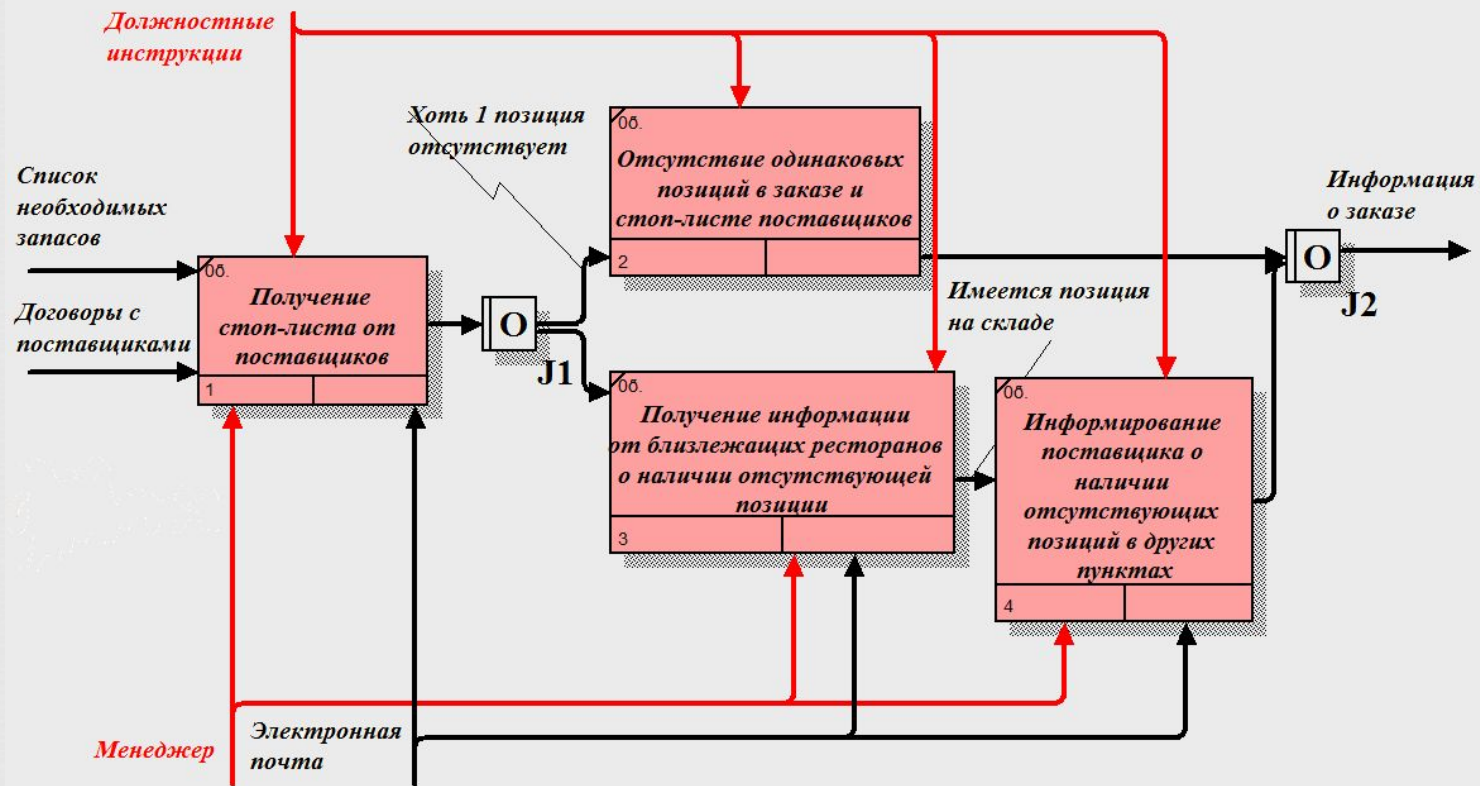 Должностные
инструкции
Хоть 1 позиция
отсутствует
Список
необходимых
запасов
Договоры с
поставщиками
0б.
Получение
стоп-листа от
поставщиков
1
O
J1
0б.
Отсутствие одинаковых
позиций в заказе и
стоп-листе поставщиков
2
Имеется позиция
на складе
0б.
Получение информации
от близлежащих ресторанов
о наличии отсутствующей
позиции
3
0б.
Информирование
поставщика о
наличии
отсутствующих
позиций в других
пунктах
4
O
J2
Информация
о заказе
Менеджер
Электронная
почта